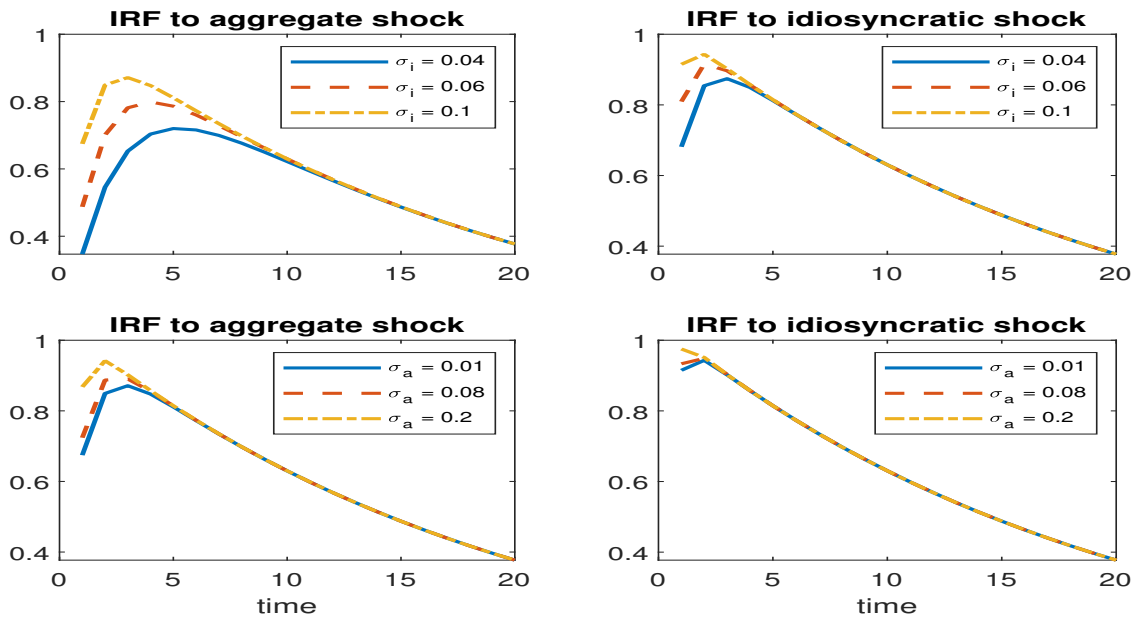 IRF to aggregate shock
1
0.8
0.6
0.4
0 5 10 15 20
σi = 0.04
σi = 0.06
σi = 0.1
IRF to idiosyncratic shock
1
0.8
0.6
0.4
0 5 10 15 20
σi = 0.04
σi = 0.06
σi = 0.1
IRF to aggregate shock
1
0.8
0.6
0.4
0 5 10 15 20
time
σa = 0.01
σa = 0.08
σa = 0.2
IRF to idiosyncratic shock
1
0.8
0.6
0.4
0 5 10 15 20
time
σa = 0.01
σa = 0.08
σa = 0.2